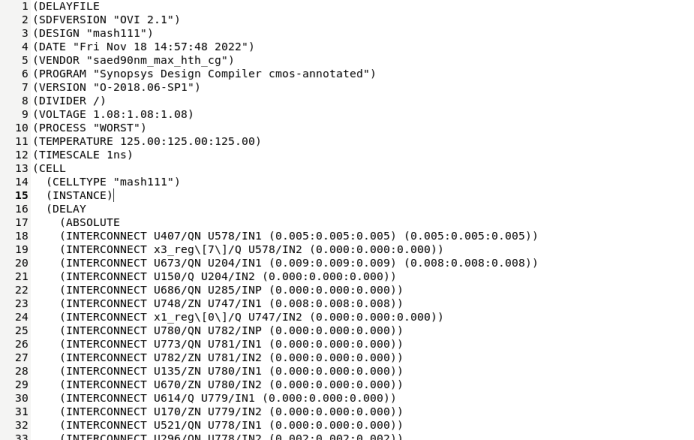 1 (DELAYFILE
2 (SDFVERSION "OVI 2.1")
3 (DESIGN "mash111")
4 (DATE "Fri Nov 18 14:57:48 2022")
5 (VENDOR "saed90nm_max_hth_cg")
6 (PROGRAM "Synopsys Design Compiler cmos-annotated")
7 (VERSION "O-2018.06-SP1")
8 (DIVIDER /)
9 (VOLTAGE 1.08:1.08:1.08)
10 (PROCESS "WORST")
11 (TEMPERATURE 125.00:125.00:125.00)
12 (TIMESCALE 1ns)
13 (CELL
14   (CELLTYPE "mash111")
15   (INSTANCE)
16   (DELAY
17     (ABSOLUTE
18     (INTERCONNECT U407/QN U578/IN1 (0.005:0.005:0.005) (0.005:0.005:0.005))
19     (INTERCONNECT x3_reg\[7\]/Q U578/IN2 (0.000:0.000:0.000))
20     (INTERCONNECT U673/QN U204/IN1 (0.009:0.009:0.009) (0.008:0.008:0.008))
21     (INTERCONNECT U150/Q U204/IN2 (0.000:0.000:0.000))
22     (INTERCONNECT U686/QN U285/INP (0.000:0.000:0.000))
23     (INTERCONNECT U748/ZN U747/IN1 (0.008:0.008:0.008))
24     (INTERCONNECT x1_reg\[0\]/Q U747/IN2 (0.000:0.000:0.000))
25     (INTERCONNECT U780/QN U782/INP (0.000:0.000:0.000))
26     (INTERCONNECT U773/QN U781/IN1 (0.000:0.000:0.000))
27     (INTERCONNECT U782/ZN U781/IN2 (0.000:0.000:0.000))
28     (INTERCONNECT U135/ZN U780/IN1 (0.000:0.000:0.000))
29     (INTERCONNECT U670/ZN U780/IN2 (0.000:0.000:0.000))
30     (INTERCONNECT U614/Q U779/IN1 (0.000:0.000:0.000))
31     (INTERCONNECT U170/ZN U779/IN2 (0.000:0.000:0.000))
32     (INTERCONNECT U521/QN U778/IN1 (0.000:0.000:0.000))
33     (INTERCONNECT U296/QN U778/IN2 (0.002:0.002:0.002))